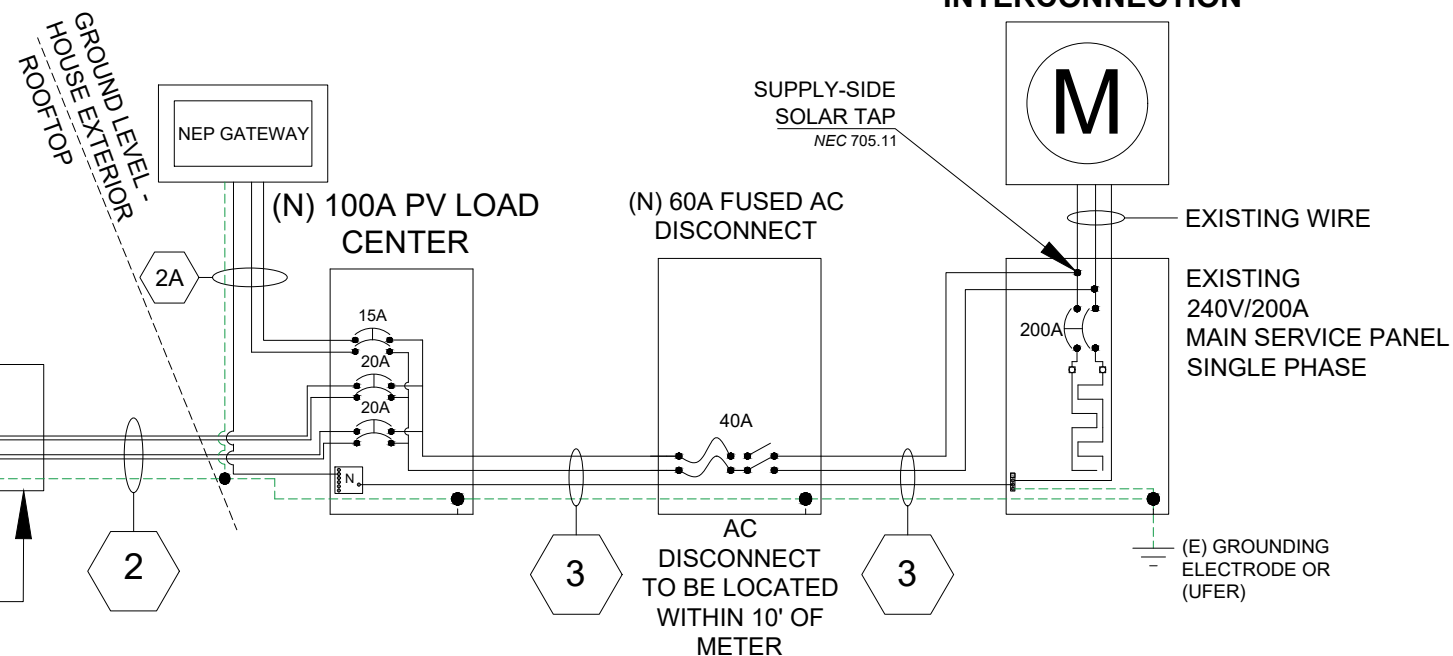 INTERCONNECTION
GROUND LEVEL -
HOUSE EXTERIOR
ROOFTOP
NEP GATEWAY
SUPPLY-SIDE
SOLAR TAP
NEC 705.11
M
(N) 100A PV LOAD
CENTER
(N) 60A FUSED AC
DISCONNECT
EXISTING WIRE
2A
EXISTING
240V/200A
MAIN SERVICE PANEL
SINGLE PHASE
15A
20A
20A
200A
40A
N
2
3
3
AC
DISCONNECT
TO BE LOCATED
WITHIN 10' OF
METER
(E) GROUNDING
ELECTRODE OR
(UFER)